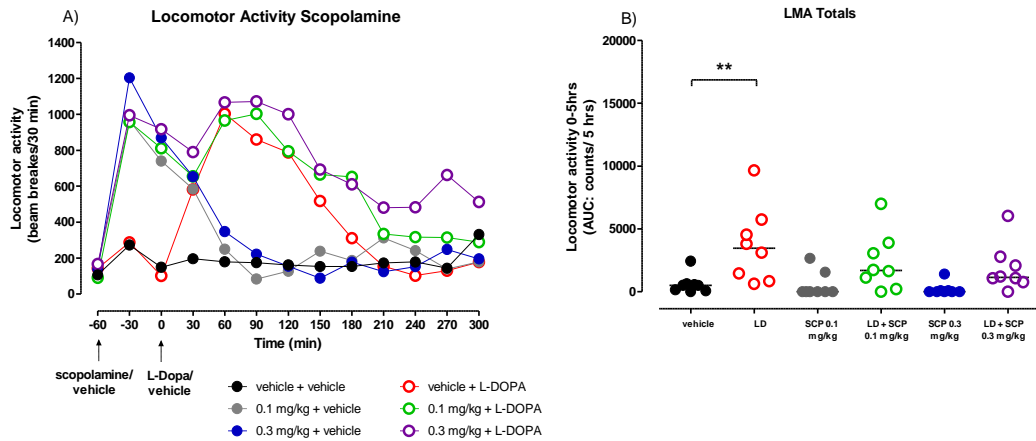 A)
Locomotor Activity Scopolamine
Locomotor activity
(beam breakes/30 min)
1400
1200
1000
800
600
400
200
0
-60 -30 0 30 60 90 120 150 180 210 240 270 300
Time (min)
scopolamine/
vehicle
L-Dopa/
vehicle
vehicle + vehicle
0.1 mg/kg + vehicle
0.3 mg/kg + vehicle
vehicle + L-DOPA
0.1 mg/kg + L-DOPA
0.3 mg/kg + L-DOPA
B)
LMA Totals
Locomotor activity 0-5hrs
(AUC: counts/ 5 hrs)
20000
15000
10000
5000
0
**
vehicle
LD
SCP 0.1
mg/kg
LD + SCP
0.1 mg/kg
SCP 0.3
mg/kg
LD + SCP
0.3 mg/kg